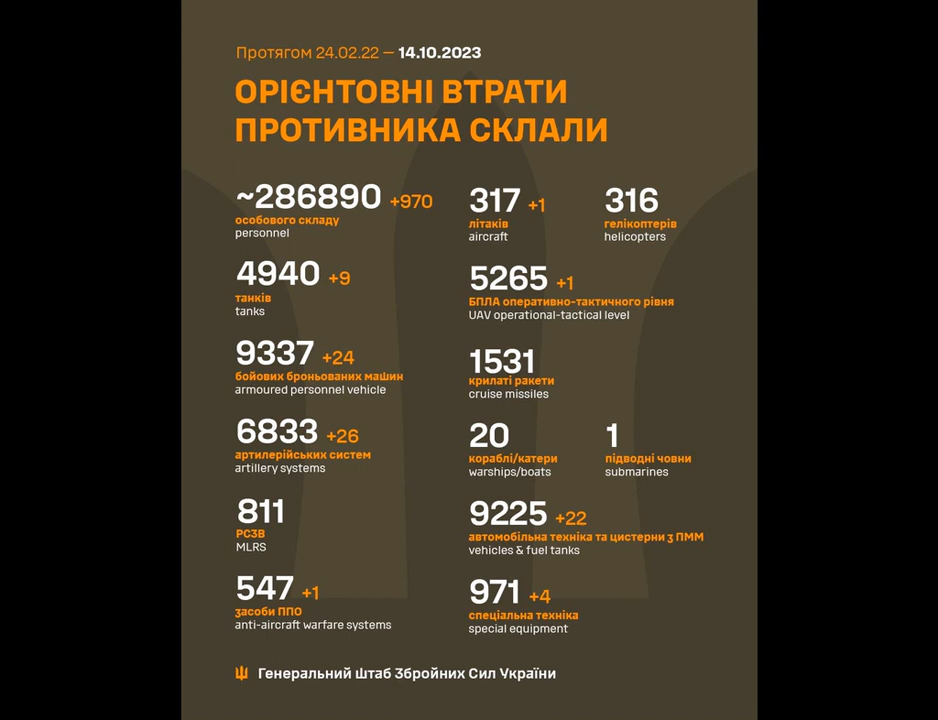 Протягом 24.02.22 — 14.10.2023
ОРІЄНТОВНІ ВТРАТИ
ПРОТИВНИКА СКЛАЛИ
~286890 +970
особового складу
personnel
317 +1
літаків
aircraft
316
гелікоптерів
helicopters
4940 +9
танків
tanks
5265 +1
БПЛА оперативно-тактичного рівня
UAV operational-tactical level
9337 +24
бойових броньованих машин
armoured personnel vehicle
1531
крилаті ракети
cruise missiles
6833 +26
артилерійських систем
artillery systems
20
кораблі/катери
warships/boats
1
підводні човни
submarines
811
РСЗВ
MLRS
9225 +22
автомобільна техніка та цистерни з ПММ
vehicles & fuel tanks
547 +1
засоби ППО
anti-aircraft warfare systems
971 +4
спеціальна техніка
special equipment
Генеральний штаб Збройних Сил України